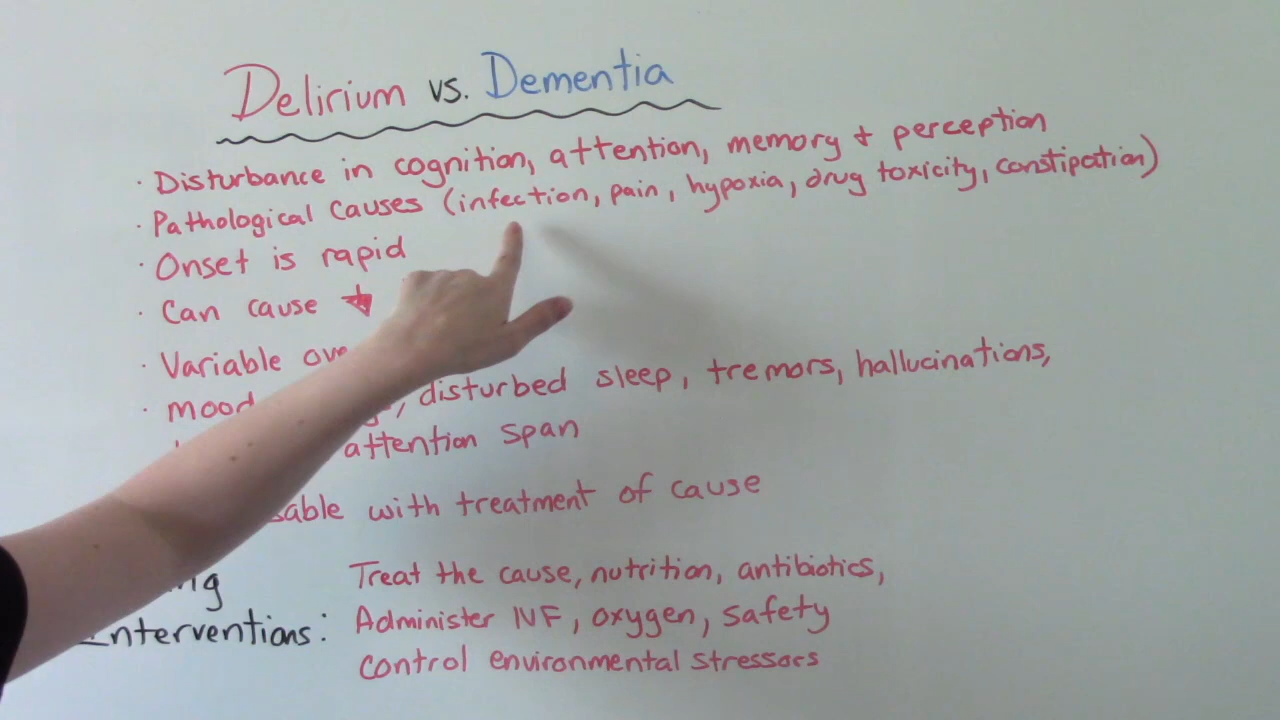 Delirium vs. Dementia
· Disturbance in cognition, attention, memory + perception
· Pathological causes (infection, pain, hypoxia, drug toxicity, constipation)
· Onset is rapid
· Can cause ↓
· Variable
· mood disturbed sleep, tremors, hallucinations,
attention span
with treatment of cause
Treat the cause, nutrition, antibiotics,
Interventions: Administer IVF, oxygen, safety
control environmental stressors